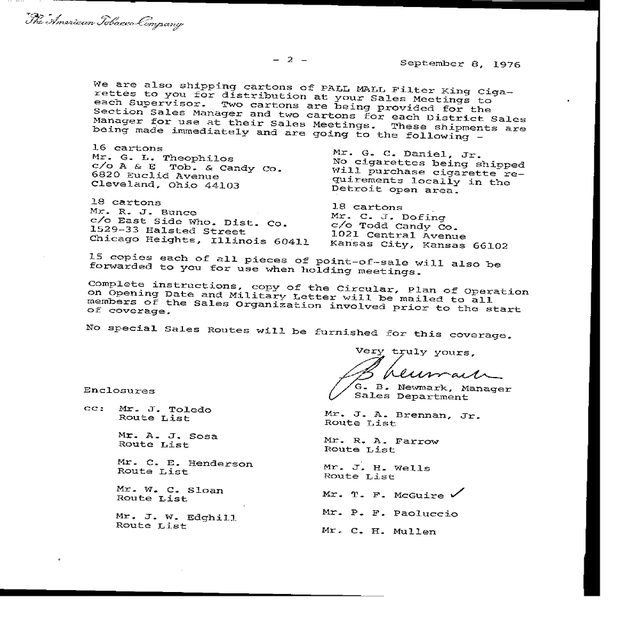 "The American Tobacco Company
- 2 -
September 8, 1976
We are also shipping cartons of PALL MALL Filter King Ciga-
rettes to you for distribution at your Sales Meetings to
each Supervisor. Two cartons are being provided for the
Section Sales Manager and two cartons for each District Sales
Manager for use at their Sales Meetings. These shipments are
being made immediately and are going to the following -
16 cartons
Mr. G. L. Theophilos
c/o A & E Tob. & Candy Co.
6820 Euclid Avenue
Cleveland, Ohio 44103
Mr. G. C. Daniel, Jr.
No cigarettes being shipped
Will purchase cigarette re-
quirements locally in the
Detroit open area.
18 cartons
Mr. R. J. Bunco
c/o East Side Who. Dist. Co.
1529-33 Halsted Street
Chicago Heights, Illinois 60411
18 cartons
Mr. C. J. Dofing
c/o Todd Candy Co.
1021 Central Avenue
Kansas City, Kansas 66102
15 copies each of all pieces of point-of-sale will also be
forwarded to you for use when holding meetings.
Complete instructions, copy of the Circular, Plan of Operation
on Opening Date and Military Letter will be mailed to all
members of the Sales Organization involved prior to the start
of coverage.
No special Sales Routes will be furnished for this coverage.
Very truly yours,
G. B. Newmark, Manager
Sales Department
Enclosures
cc: Mr. J. Toledo
Route List
Mr. A. J. Sosa
Route List
Mr. C. E. Henderson
Route List
Mr. W. C. Sloan
Route List
Mr. J. W. Edghill
Route List
Mr. J. A. Brennan, Jr.
Route List
Mr. R. A. Farrow
Route List
Mr. J. H. Wells
Route List
Mr. T. F. McGuire ✓
Mr. P. F. Paoluccio
Mr. C. H. Mullen